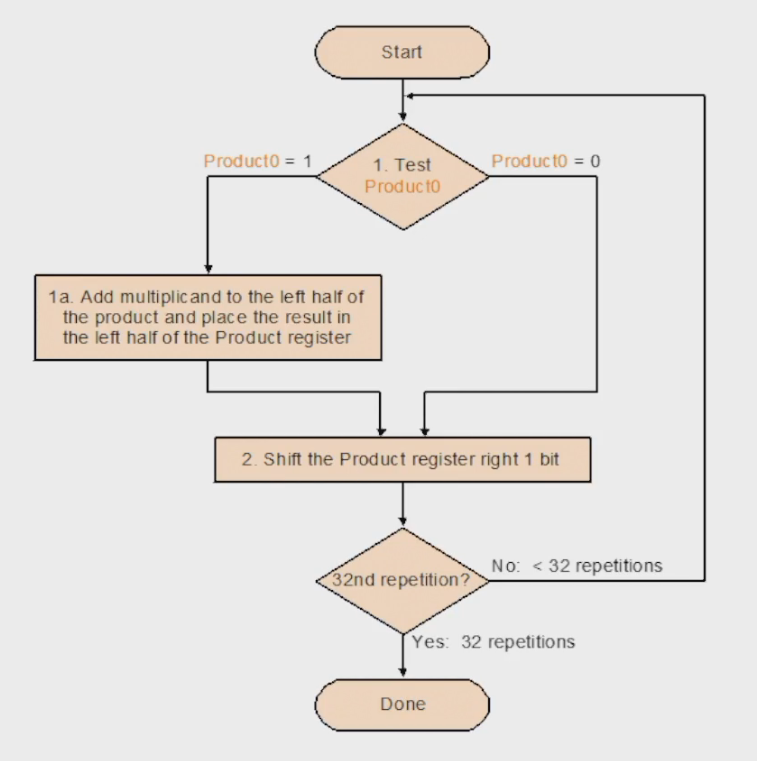 Start
Product0 = 1
1. Test
Product0
Product0 = 0
1a. Add multiplicand to the left half of
the product and place the result in
the left half of the Product register
2. Shift the Product register right 1 bit
32nd repetition?
No: < 32 repetitions
Yes: 32 repetitions
Done